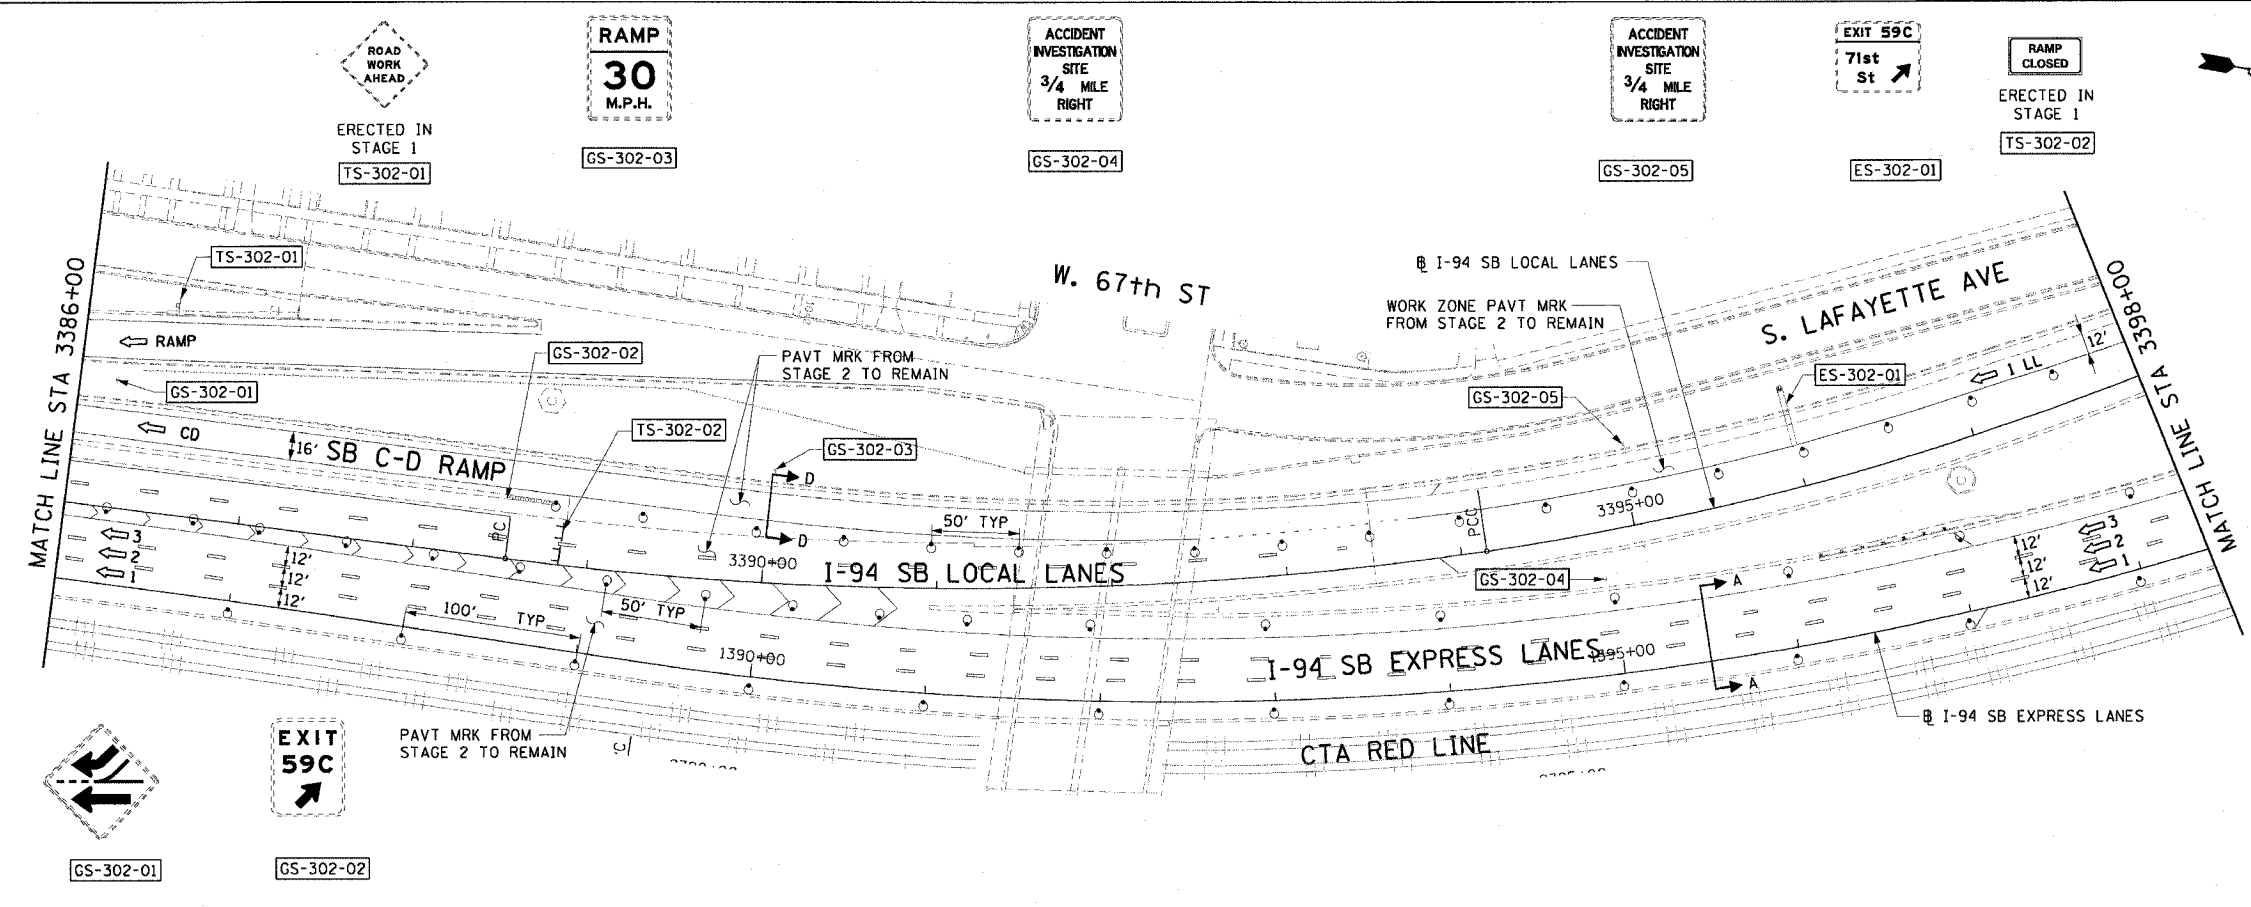 ROAD
WORK
AHEAD
ERECTED IN
STAGE 1
TS-302-01
RAMP
30
M.P.H.
GS-302-03
ACCIDENT
INVESTIGATION
SITE
3/4 MILE
RIGHT
GS-302-04
ACCIDENT
INVESTIGATION
SITE
3/4 MILE
RIGHT
GS-302-05
EXIT 59C
71st
St
ES-302-01
RAMP
CLOSED
ERECTED IN
STAGE 1
TS-302-02
MATCH LINE STA 3386+00
TS-302-01
RAMP
GS-302-01
CD
16'
SB C-D RAMP
GS-302-02
TS-302-02
PAVT MRK FROM
STAGE 2 TO REMAIN
GS-302-03
D
D
W. 67th ST
℄ I-94 SB LOCAL LANES
WORK ZONE PAVT MRK
FROM STAGE 2 TO REMAIN
S. LAFAYETTE AVE
GS-302-05
ES-302-01
1 LL
12'
MATCH LINE STA 3398+00
PC
3390+00
50' TYP
I-94 SB LOCAL LANES
PCC
3395+00
GS-302-04
3
2
1
12'
12'
12'
100' TYP
50' TYP
1390+00
I-94 SB EXPRESS LANES
1395+00
A
A
3
2
1
12'
12'
12'
℄ I-94 SB EXPRESS LANES
CTA RED LINE
PAVT MRK FROM
STAGE 2 TO REMAIN
GS-302-01
EXIT
59C
GS-302-02